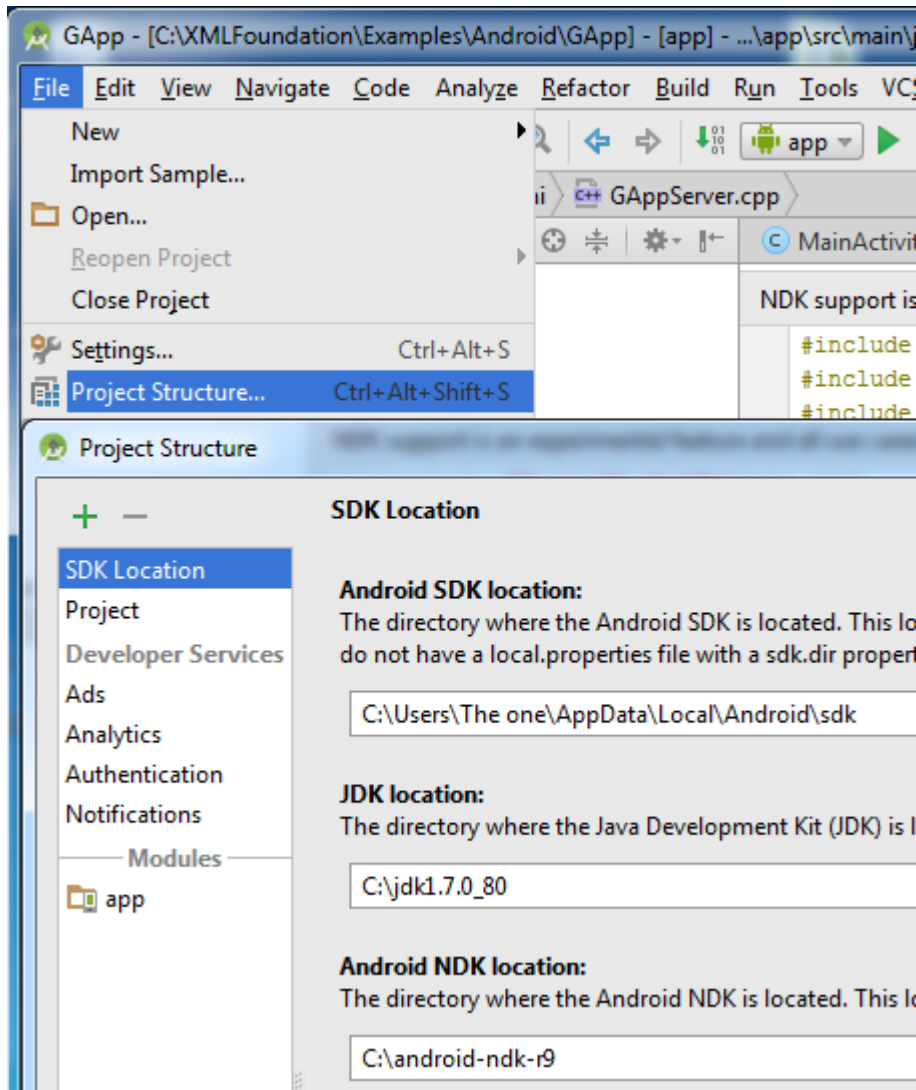 GApp - [C:\XMLFoundation\Examples\Android\GApp] - [app] - ...\app\src\main\j
File Edit View Navigate Code Analyze Refactor Build Run Tools VCS
New
Import Sample...
Open...
Reopen Project
Close Project
Settings... Ctrl+Alt+S
Project Structure... Ctrl+Alt+Shift+S
app
ni GAppServer.cpp
MainActivit
NDK support is
#include
#include
#include
Project Structure
SDK Location
Project
Developer Services
Ads
Analytics
Authentication
Notifications
Modules
app
SDK Location
Android SDK location:
The directory where the Android SDK is located. This lo
do not have a local.properties file with a sdk.dir propert
C:\Users\The one\AppData\Local\Android\sdk
JDK location:
The directory where the Java Development Kit (JDK) is l
C:\jdk1.7.0_80
Android NDK location:
The directory where the Android NDK is located. This lo
C:\android-ndk-r9